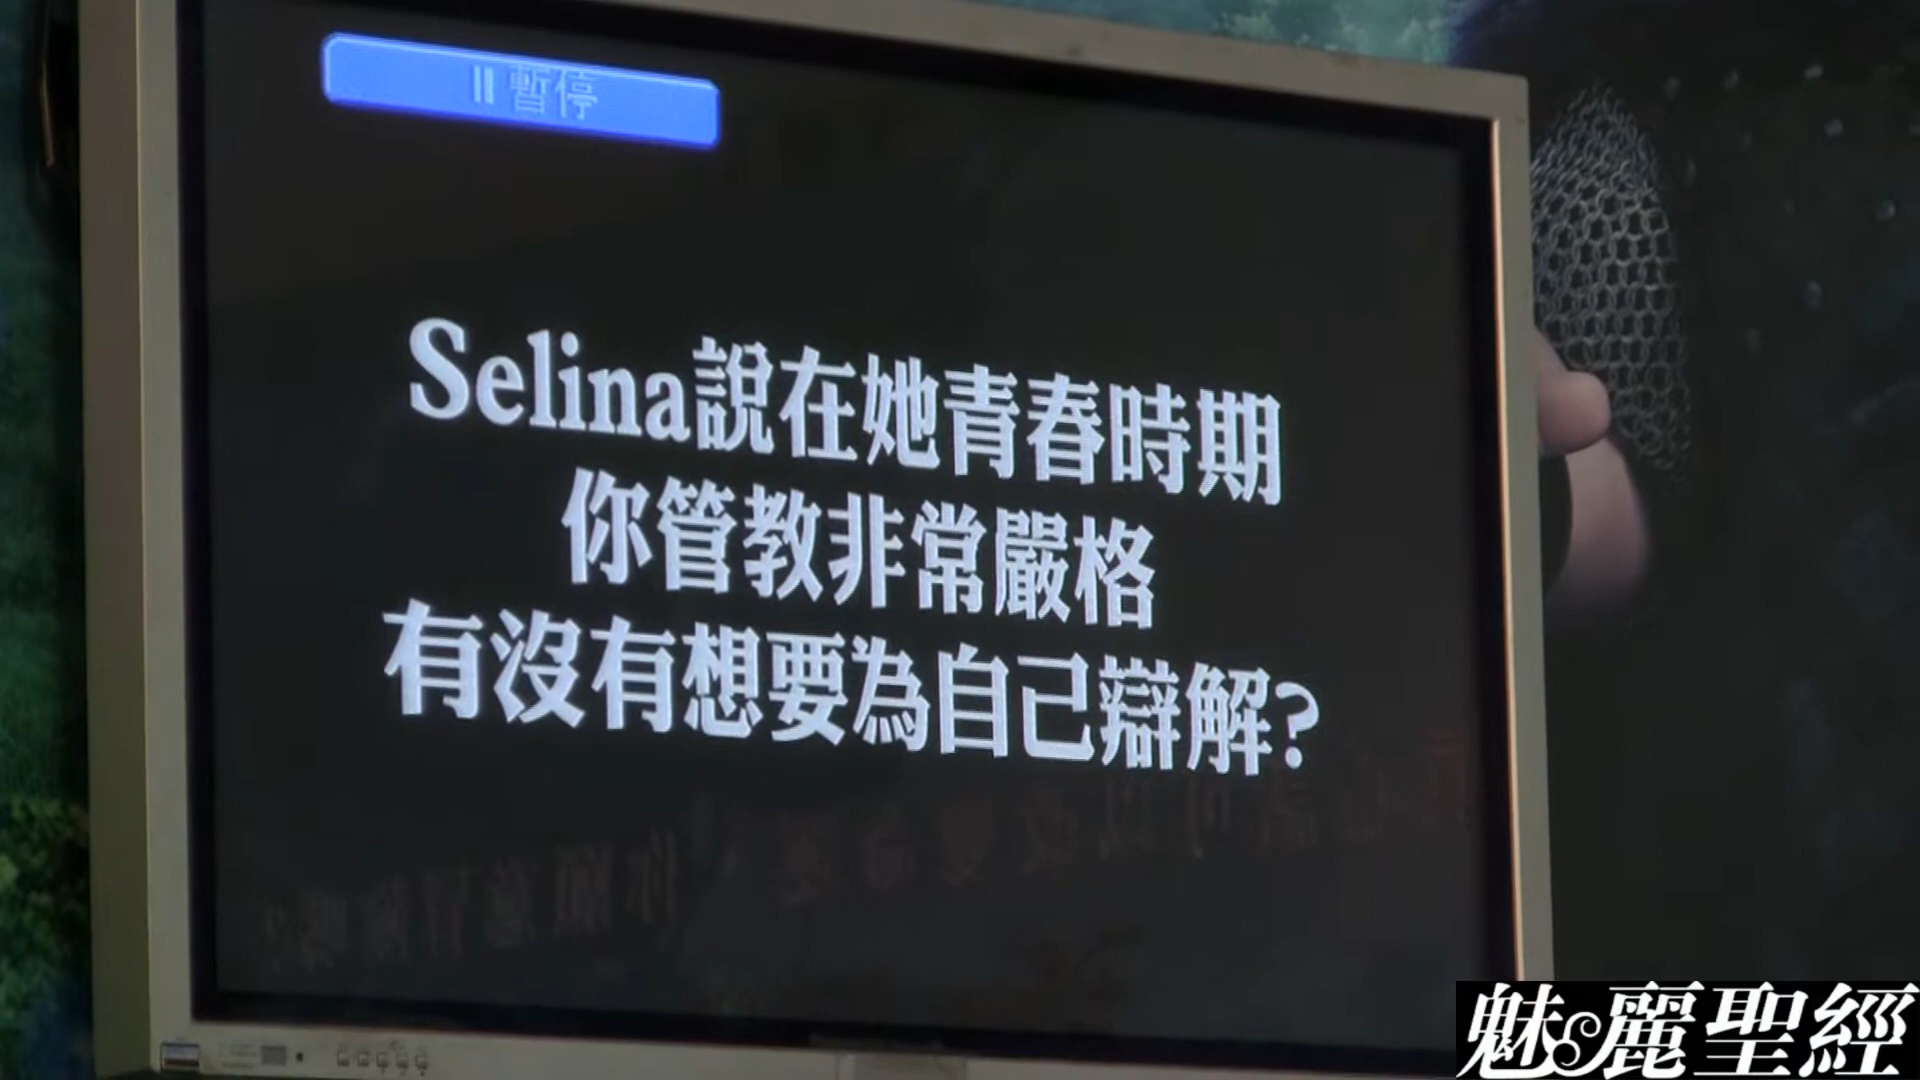 暫停
Selina說在她青春時期
你管教非常嚴格
有沒有想要為自己辯解?
魅麗聖經